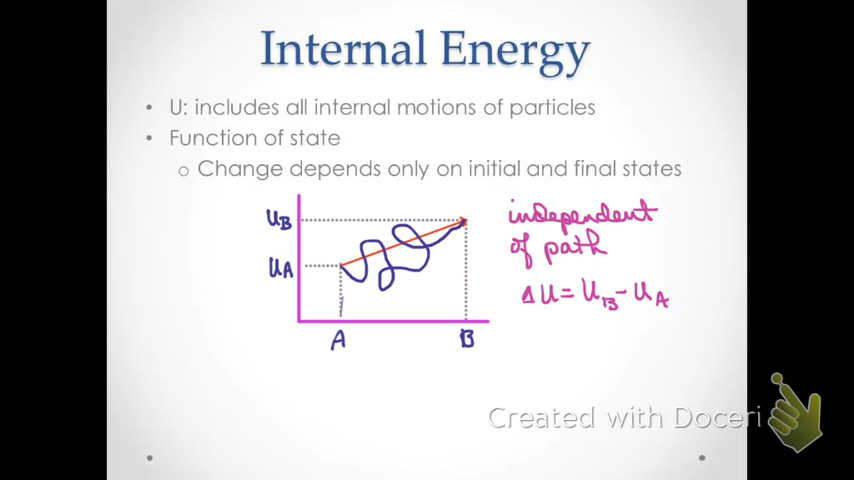 Internal Energy
• U: includes all internal motions of particles
• Function of state
o Change depends only on initial and final states
UB
UA
A
B
independent
of path
Δ U = UB - UA
Created with Doceri